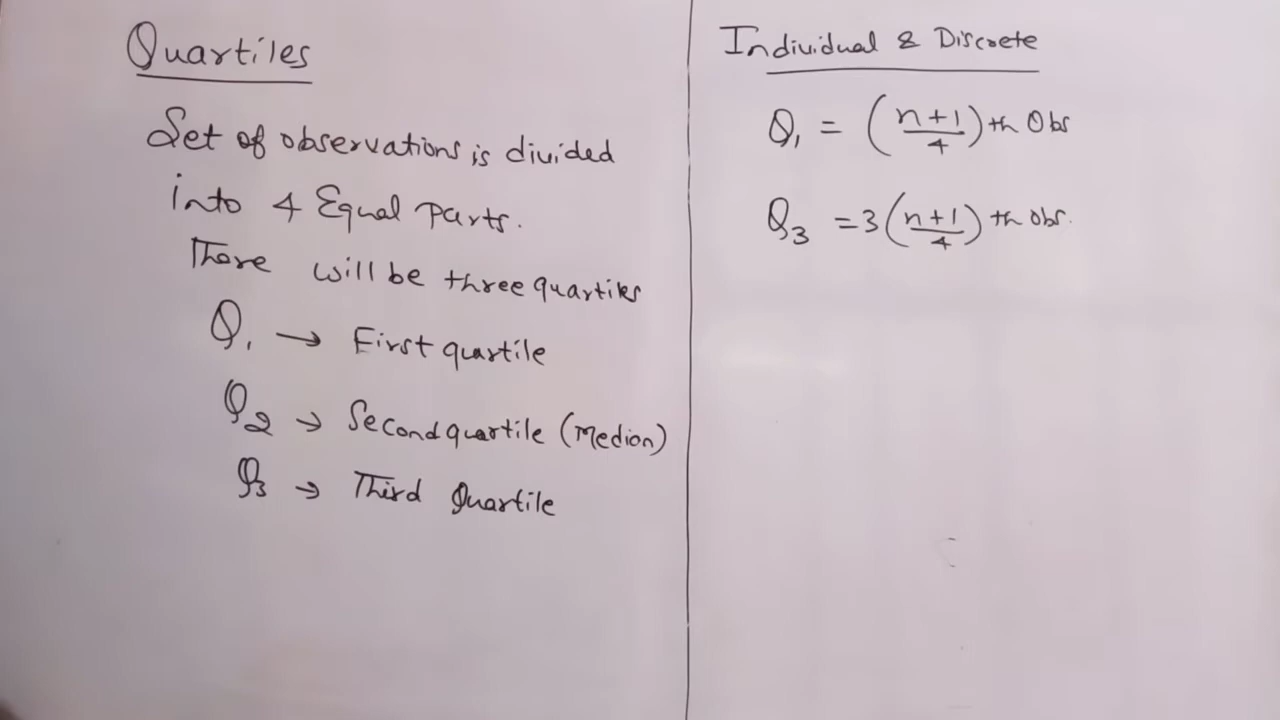 Quartiles
Set of observations is divided
into 4 Equal Parts.
There will be three quartiles
Q1 → First quartile
Q2 → Second quartile (Median)
Q3 → Third Quartile
Individual & Discrete
Q1 = (n+1/4) th Obs
Q3 = 3(n+1/4) th obs.